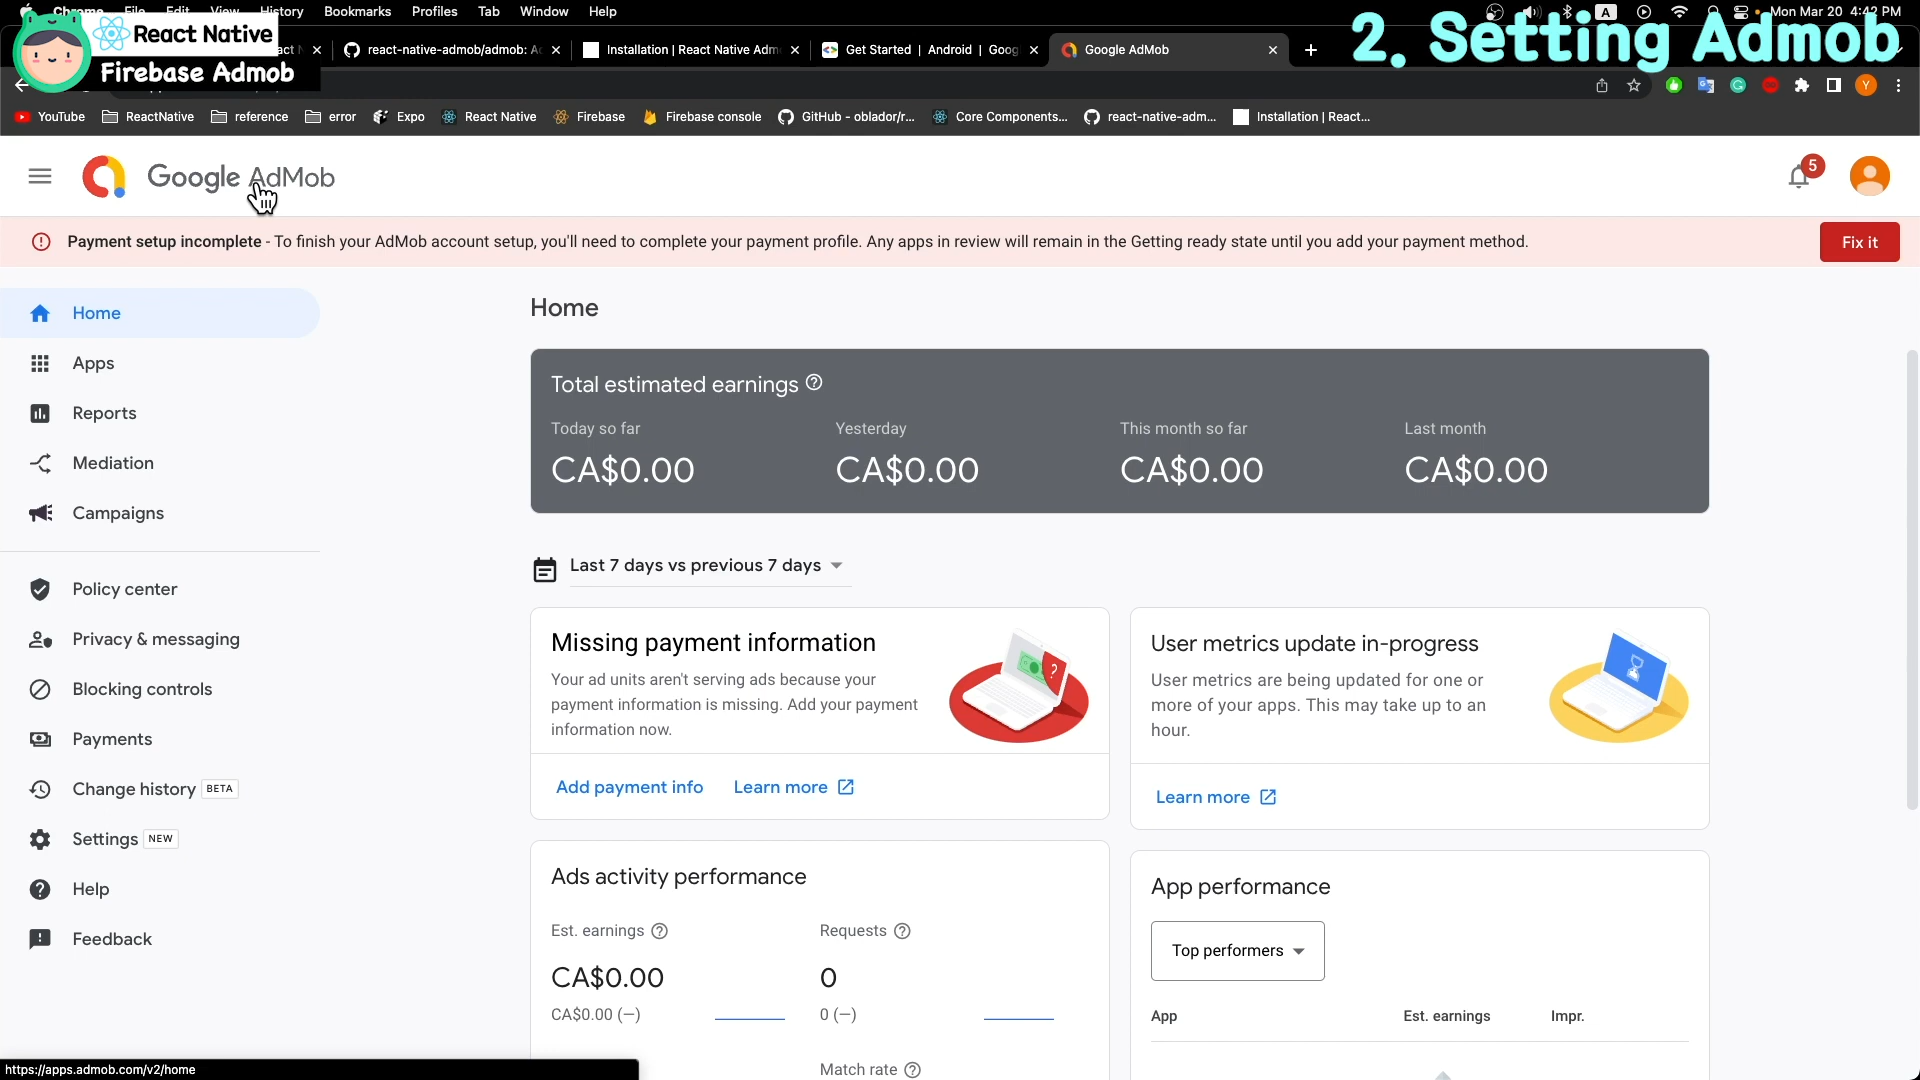 Chrome File Edit View History Bookmarks Profiles Tab Window Help
A
Mon Mar 20 4:42 PM
React Native
Firebase Admob
2. Setting Admob
react-native-admob/admob: A
Installation | React Native Adm
Get Started | Android | Goog
Google AdMob
YouTube ReactNative reference error Expo React Native Firebase Firebase console GitHub - oblador/r... Core Components... react-native-adm... Installation | React...
Y
Google AdMob
5
Payment setup incomplete - To finish your AdMob account setup, you'll need to complete your payment profile. Any apps in review will remain in the Getting ready state until you add your payment method.
Fix it
Home
Apps
Reports
Mediation
Campaigns
Policy center
Privacy & messaging
Blocking controls
Payments
Change history BETA
Settings NEW
Help
Feedback
Home
Total estimated earnings
Today so far Yesterday This month so far Last month
CA$0.00 CA$0.00 CA$0.00 CA$0.00
Last 7 days vs previous 7 days
Missing payment information
Your ad units aren't serving ads because your
payment information is missing. Add your payment
information now.
Add payment info Learn more
User metrics update in-progress
User metrics are being updated for one or
more of your apps. This may take up to an
hour.
Learn more
Ads activity performance
Est. earnings Requests
CA$0.00 0
CA$0.00 (—) 0 (—)
Match rate
App performance
Top performers
App Est. earnings Impr.
https://apps.admob.com/v2/home